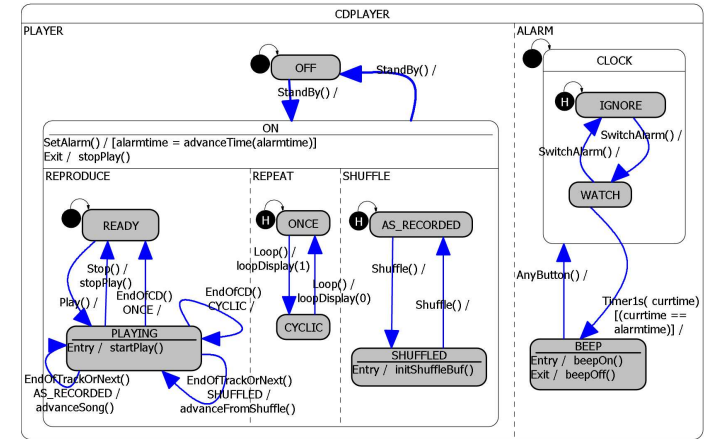 CDPLAYER
PLAYER
ALARM
OFF
StandBy() /
StandBy() /
ON
SetAlarm() / [alarmtime = advanceTime(alarmtime)]
Exit / stopPlay()
REPRODUCE
REPEAT
SHUFFLE
READY
H
ONCE
H
AS_RECORDED
Stop() /
stopPlay()
Play() /
EndOfCD()
ONCE /
EndOfCD()
CYCLIC /
Loop() /
loopDisplay(1)
Loop() /
loopDisplay(0)
CYCLIC
Shuffle() /
Shuffle() /
PLAYING
Entry / startPlay()
SHUFFLED
Entry / initShuffleBuf()
EndOfTrackOrNext()
AS_RECORDED /
advanceSong()
EndOfTrackOrNext()
SHUFFLED /
advanceFromShuffle()
CLOCK
H
IGNORE
SwitchAlarm() /
SwitchAlarm() /
WATCH
AnyButton() /
Timer1s( currtime)
[(currtime ==
alarmtime)] /
BEEP
Entry / beepOn()
Exit / beepOff()